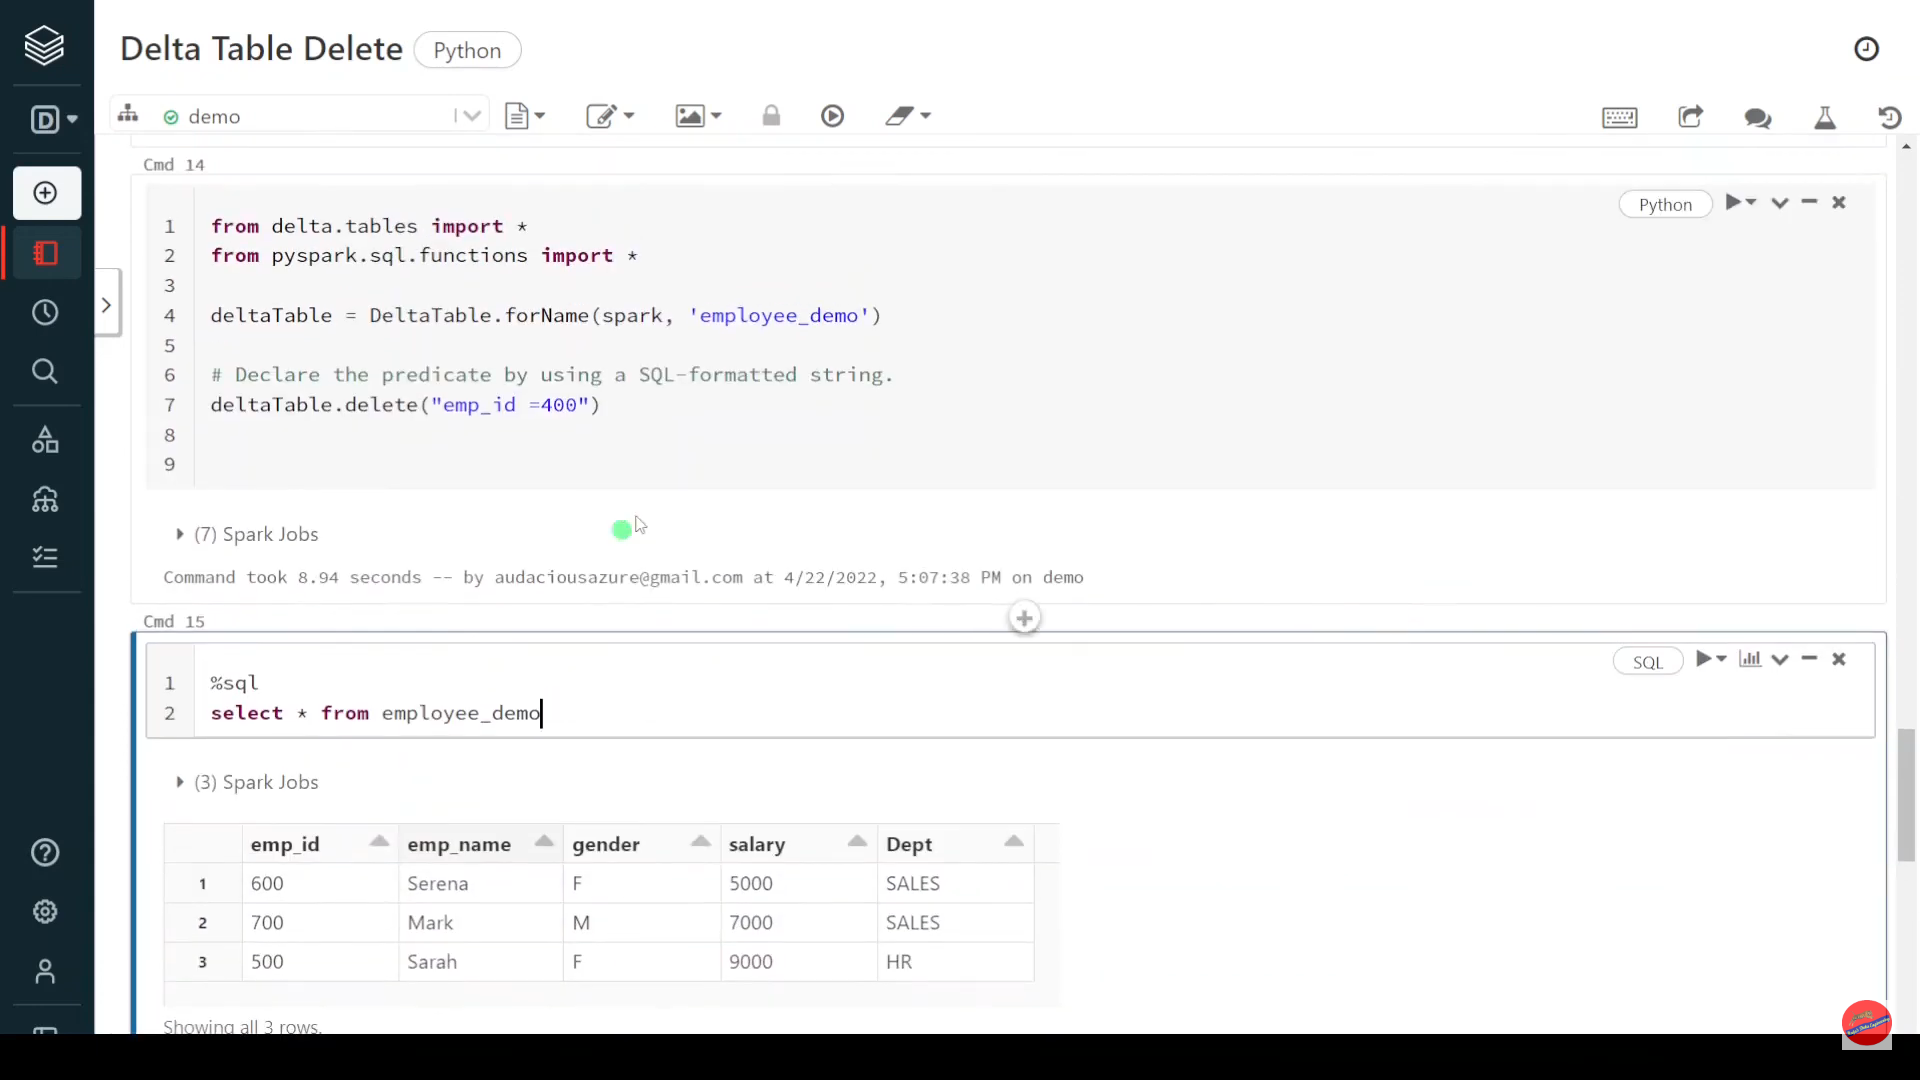 Delta Table Delete Python
demo
Cmd 14
Python
1 from delta.tables import *
2 from pyspark.sql.functions import *
3
4 deltaTable = DeltaTable.forName(spark, 'employee_demo')
5
6 # Declare the predicate by using a SQL-formatted string.
7 deltaTable.delete("emp_id =400")
8
9
(7) Spark Jobs
Command took 8.94 seconds -- by audaciousazure@gmail.com at 4/22/2022, 5:07:38 PM on demo
Cmd 15
SQL
1 %sql
2 select * from employee_demo
(3) Spark Jobs
emp_id emp_name gender salary Dept
1 600 Serena F 5000 SALES
2 700 Mark M 7000 SALES
3 500 Sarah F 9000 HR
Showing all 3 rows.